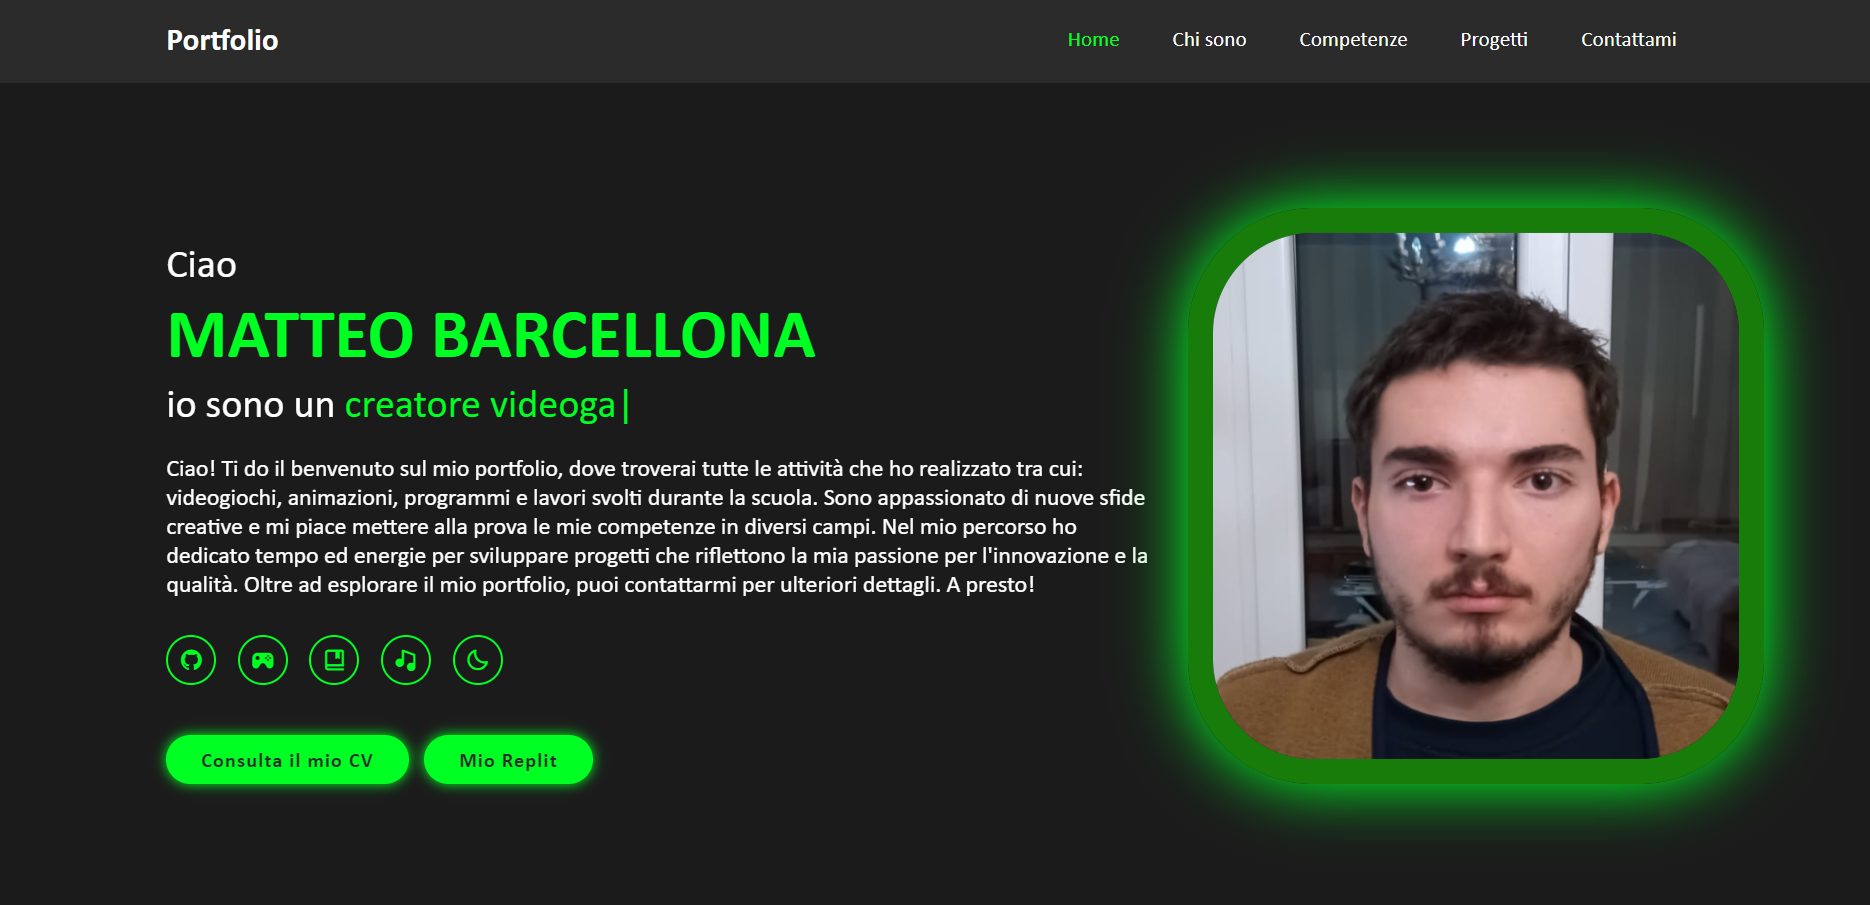 Portfolio
Home Chi sono Competenze Progetti Contattami
Ciao
MATTEO BARCELLONA
io sono un creatore videoga|
Ciao! Ti do il benvenuto sul mio portfolio, dove troverai tutte le attività che ho realizzato tra cui:
videogiochi, animazioni, programmi e lavori svolti durante la scuola. Sono appassionato di nuove sfide
creative e mi piace mettere alla prova le mie competenze in diversi campi. Nel mio percorso ho
dedicato tempo ed energie per sviluppare progetti che riflettono la mia passione per l'innovazione e la
qualità. Oltre ad esplorare il mio portfolio, puoi contattarmi per ulteriori dettagli. A presto!
Consulta il mio CV
Mio Replit